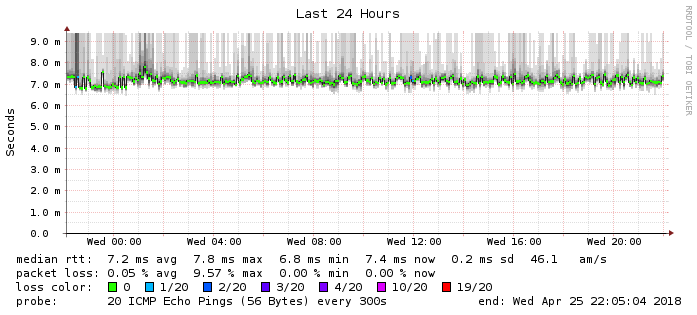 Last 24 Hours
RRDTOOL / TOBI OETIKER
Seconds
9.0 m
8.0 m
7.0 m
6.0 m
5.0 m
4.0 m
3.0 m
2.0 m
1.0 m
0.0
Wed 00:00 Wed 04:00 Wed 08:00 Wed 12:00 Wed 16:00 Wed 20:00
median rtt: 7.2 ms avg 7.8 ms max 6.8 ms min 7.4 ms now 0.2 ms sd 46.1 am/s
packet loss: 0.05 % avg 9.57 % max 0.00 % min 0.00 % now
loss color: 0 1/20 2/20 3/20 4/20 10/20 19/20
probe: 20 ICMP Echo Pings (56 Bytes) every 300s end: Wed Apr 25 22:05:04 2018